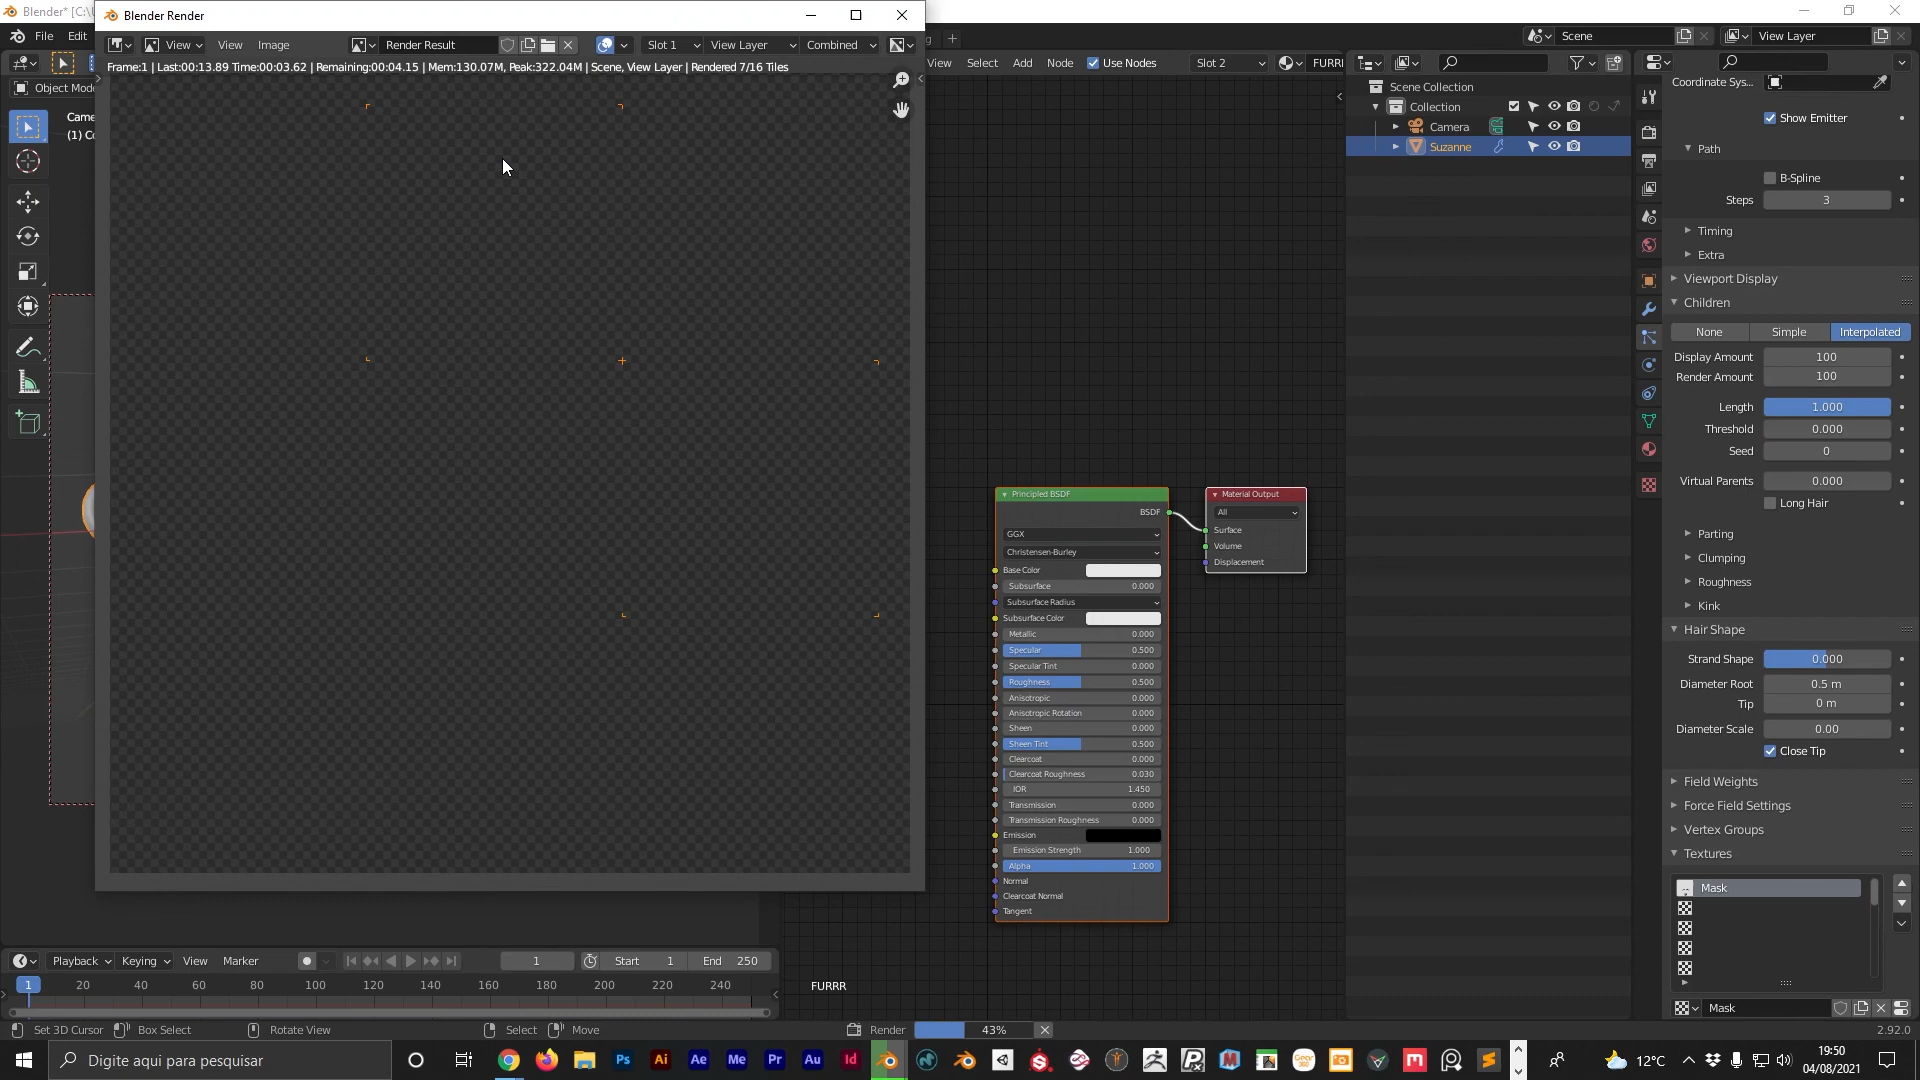 Blender* [C:\U
Blender Render
File Edit
View View Image Render Result Slot 1 View Layer Combined
Scene View Layer
Frame:1 | Last:00:13.89 Time:00:03.62 | Remaining:00:04.15 | Mem:130.07M, Peak:322.04M | Scene, View Layer | Rendered 7/16 Tiles
View Select Add Node Use Nodes Slot 2 FURRI
Object Mode
Came
(1) Co
Scene Collection
Collection
Camera
Suzanne
Coordinate Sys...
Show Emitter
Path
B-Spline
Steps 3
Timing
Extra
Viewport Display
Children
None Simple Interpolated
Display Amount 100
Render Amount 100
Length 1.000
Threshold 0.000
Seed 0
Virtual Parents 0.000
Long Hair
Parting
Clumping
Roughness
Kink
Hair Shape
Strand Shape 0.000
Diameter Root 0.5 m
Tip 0 m
Diameter Scale 0.00
Close Tip
Field Weights
Force Field Settings
Vertex Groups
Textures
Mask
Mask
Principled BSDF
BSDF
GGX
Christensen-Burley
Base Color
Subsurface 0.000
Subsurface Radius
Subsurface Color
Metallic 0.000
Specular 0.500
Specular Tint 0.000
Roughness 0.500
Anisotropic 0.000
Anisotropic Rotation 0.000
Sheen 0.000
Sheen Tint 0.500
Clearcoat 0.000
Clearcoat Roughness 0.030
IOR 1.450
Transmission 0.000
Transmission Roughness 0.000
Emission
Emission Strength 1.000
Alpha 1.000
Normal
Clearcoat Normal
Tangent
Material Output
All
Surface
Volume
Displacement
FURRR
Playback Keying View Marker 1 Start 1 End 250
1 20 40 60 80 100 120 140 160 180 200 220 240
Set 3D Cursor Box Select Rotate View Select Move Render 43% 2.92.0
Digite aqui para pesquisar
Ps Ai Ae Me Pr Au Id
12°C
19:50
04/08/2021